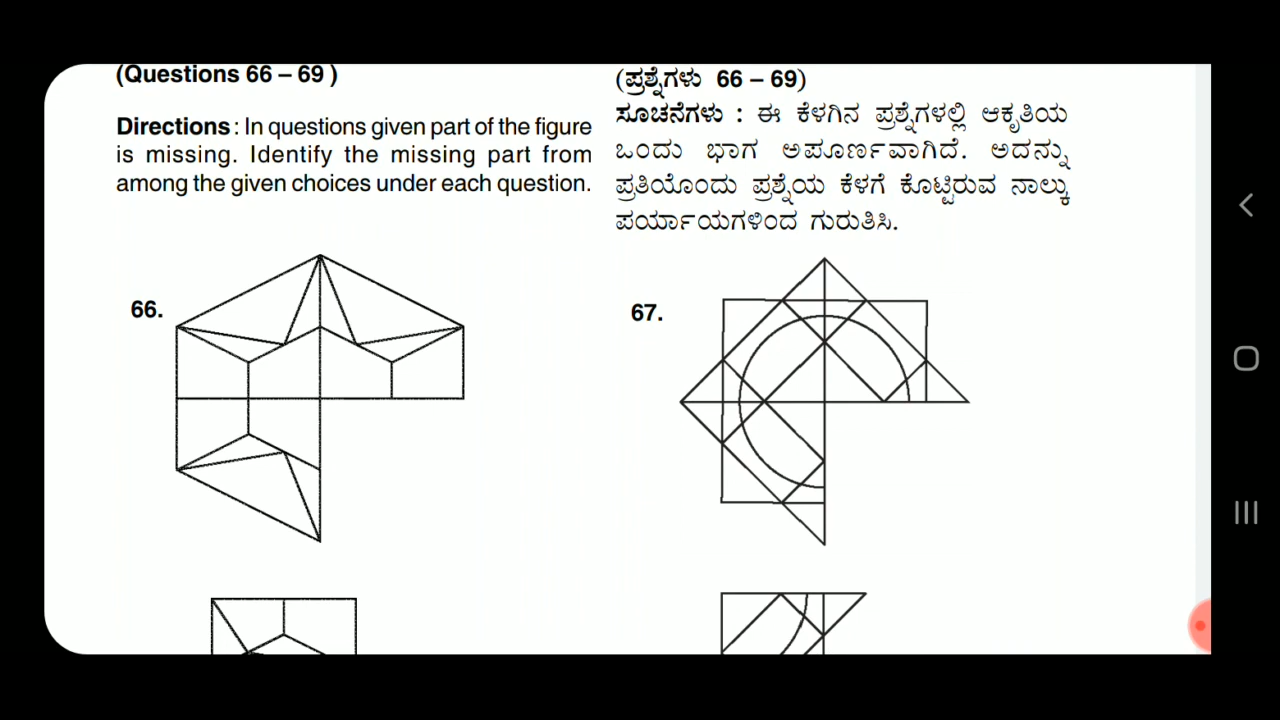 (Questions 66 – 69 )
Directions : In questions given part of the figure
is missing. Identify the missing part from
among the given choices under each question.
66.
(ಪ್ರಶ್ನೆಗಳು 66 – 69)
ಸೂಚನೆಗಳು : ಈ ಕೆಳಗಿನ ಪ್ರಶ್ನೆಗಳಲ್ಲಿ ಆಕೃತಿಯ
ಒಂದು ಭಾಗ ಅಪೂರ್ಣವಾಗಿದೆ. ಅದನ್ನು
ಪ್ರತಿಯೊಂದು ಪ್ರಶ್ನೆಯ ಕೆಳಗೆ ಕೊಟ್ಟಿರುವ ನಾಲ್ಕು
ಪರ್ಯಾಯಗಳಿಂದ ಗುರುತಿಸಿ.
67.